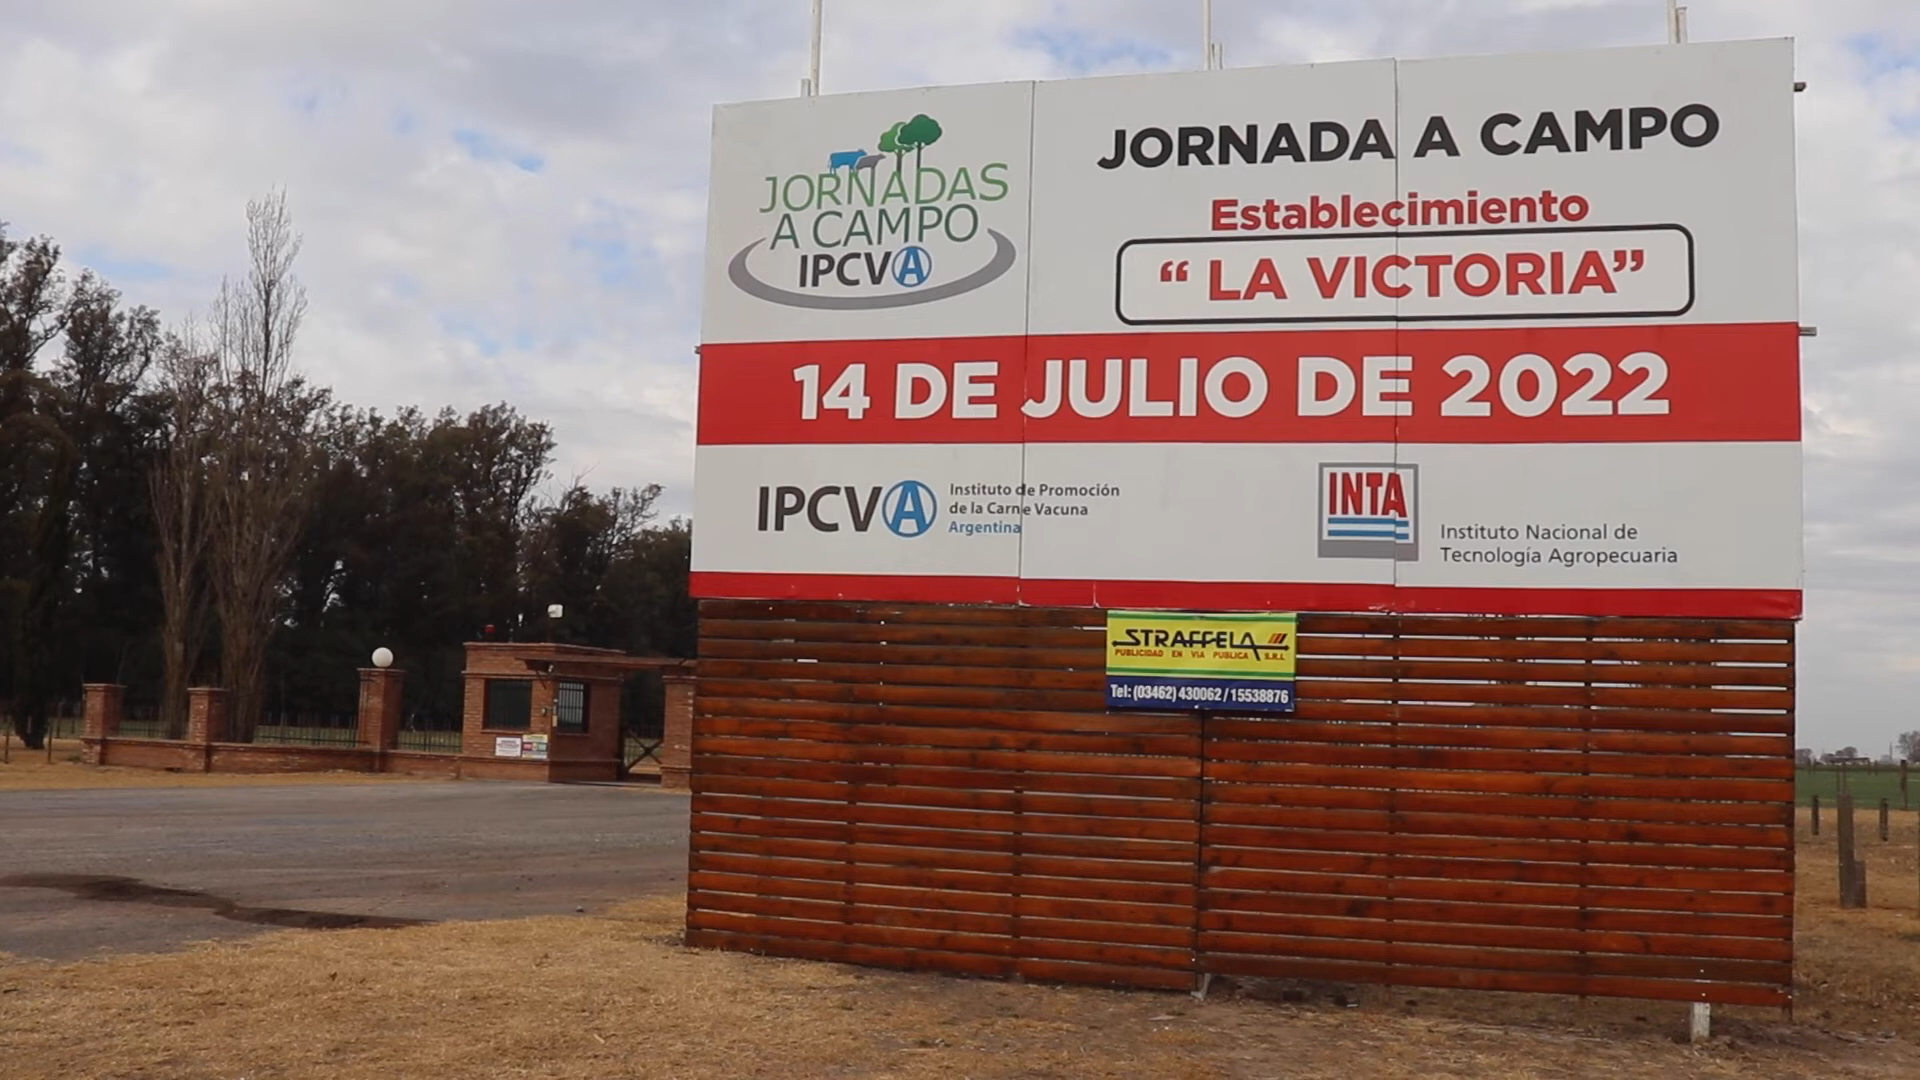 JORNADAS
A CAMPO
IPCVA
JORNADA A CAMPO
Establecimiento
“ LA VICTORIA”
14 DE JULIO DE 2022
IPCVA
Instituto de Promoción
de la Carne Vacuna
Argentina
INTA
Instituto Nacional de
Tecnología Agropecuaria
STRAFFELA
PUBLICIDAD EN VIA PUBLICA S.R.L
Tel: (03462) 430062 / 15538876